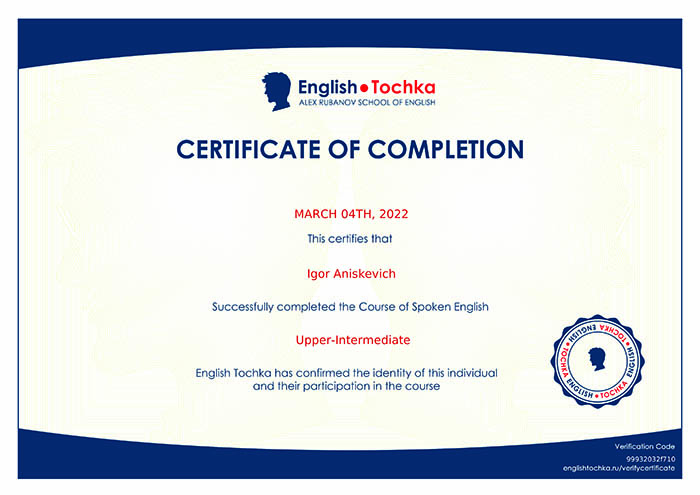 English•Tochka
ALEX RUBANOV SCHOOL OF ENGLISH
CERTIFICATE OF COMPLETION
MARCH 04TH, 2022
This certifies that
Igor Aniskevich
Successfully completed the Course of Spoken English
Upper-Intermediate
English Tochka has confirmed the identity of this individual
and their participation in the course
ENGLISH • TOCHKA ENGLISH • TOCHKA ENGLISH • TOCHKA
Verification Code
99932032f710
englishtochka.ru/verifycertificate